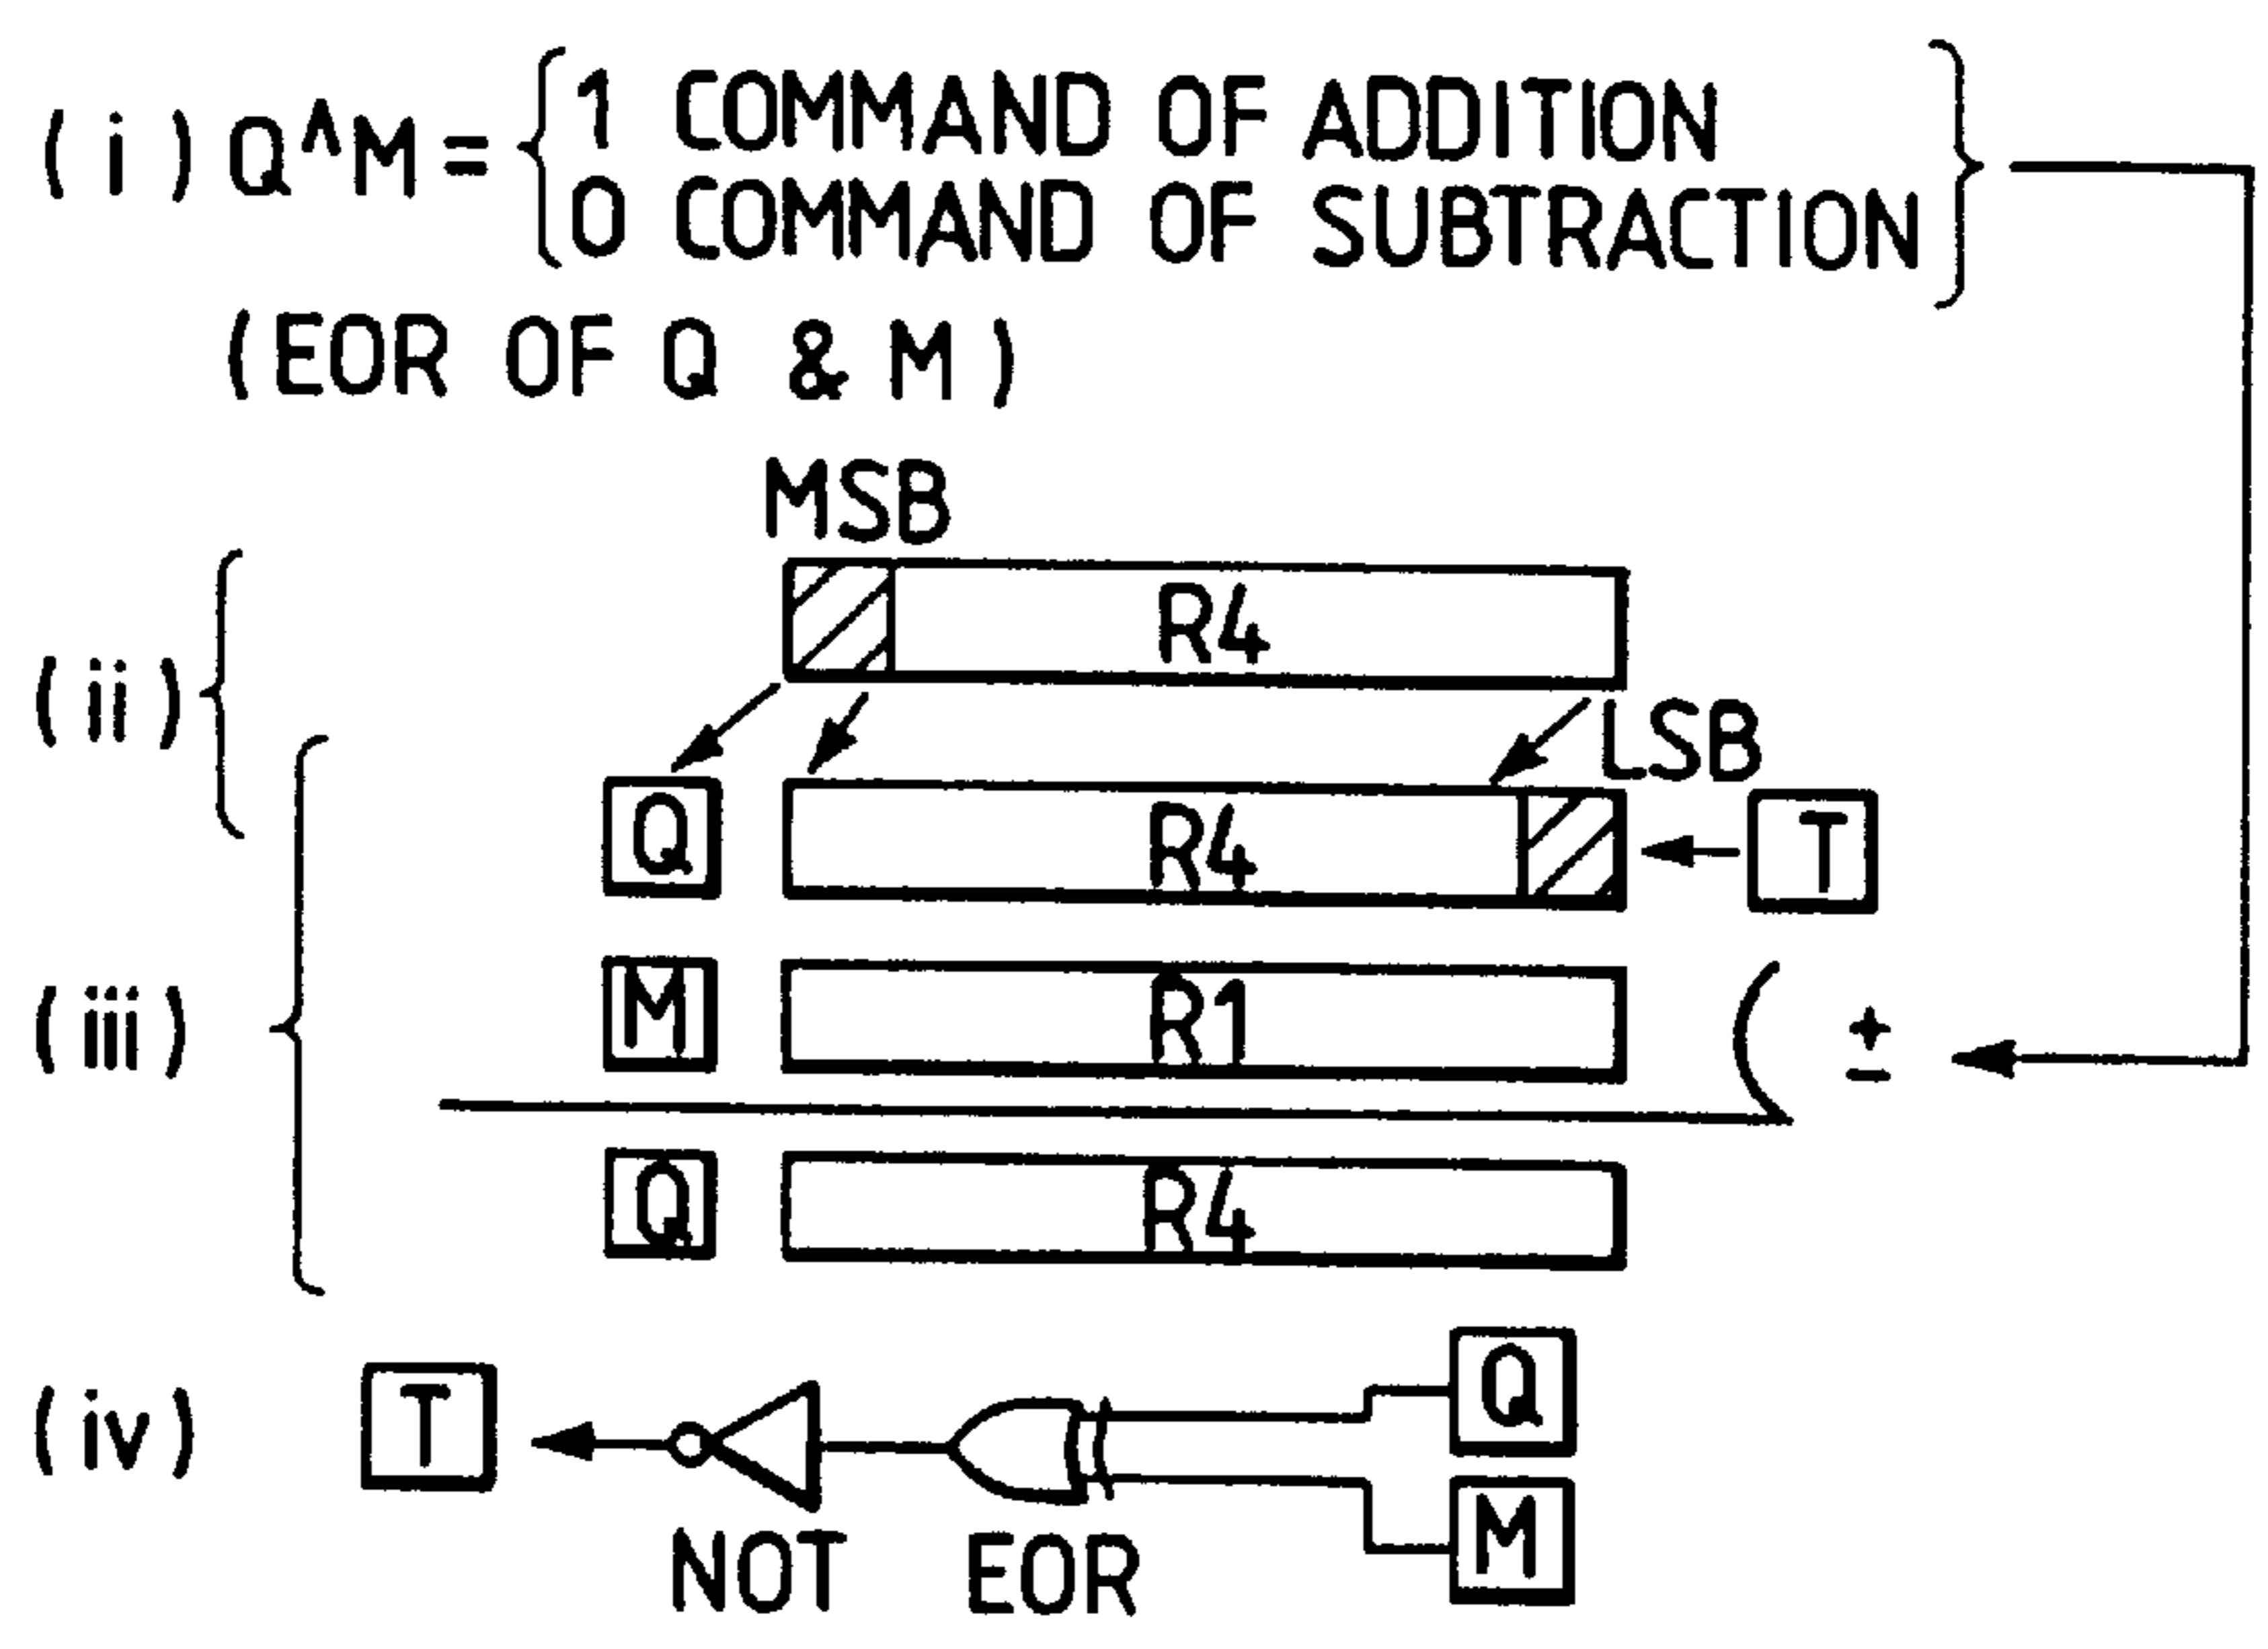 (i) Q^M = { 1 COMMAND OF ADDITION
0 COMMAND OF SUBTRACTION }
(EOR OF Q & M)
MSB
R4
(ii)
LSB
Q R4 T
(iii)
M R1 ( ±
Q R4
(iv) T Q
M
NOT EOR